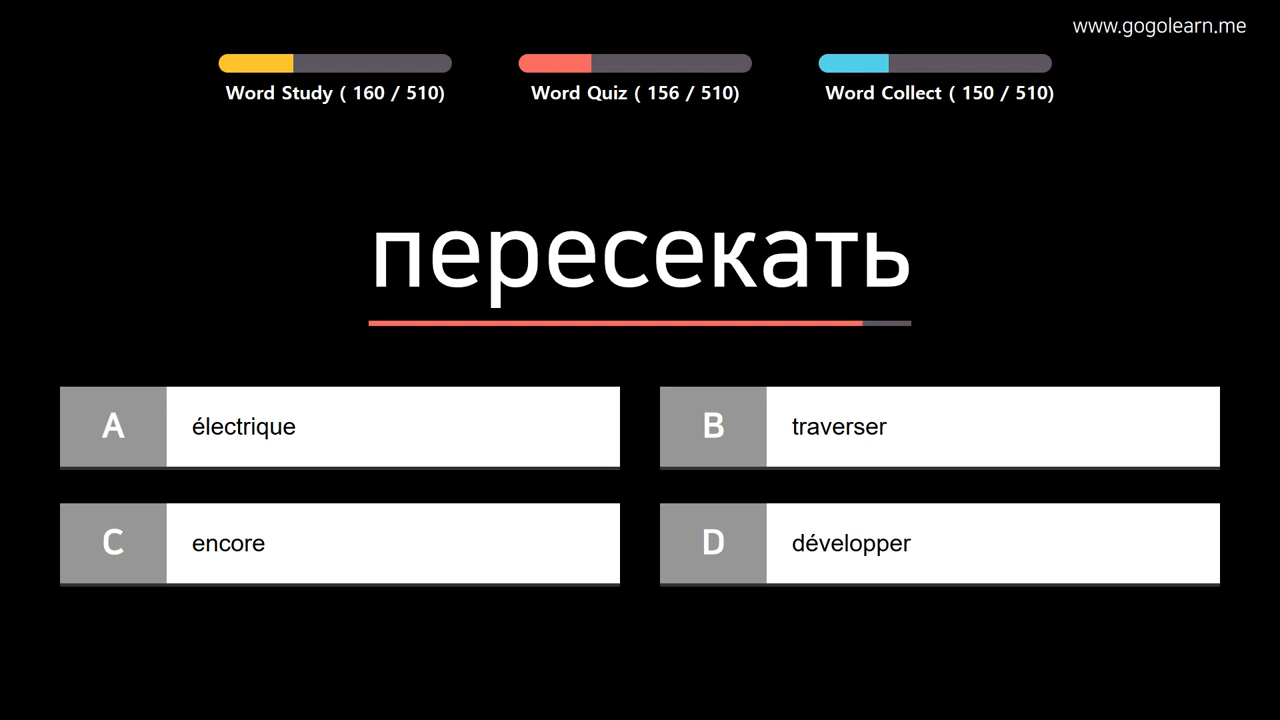 www.gogolearn.me
Word Study ( 160 / 510)
Word Quiz ( 156 / 510)
Word Collect ( 150 / 510)
пересекать
A électrique
B traverser
C encore
D développer